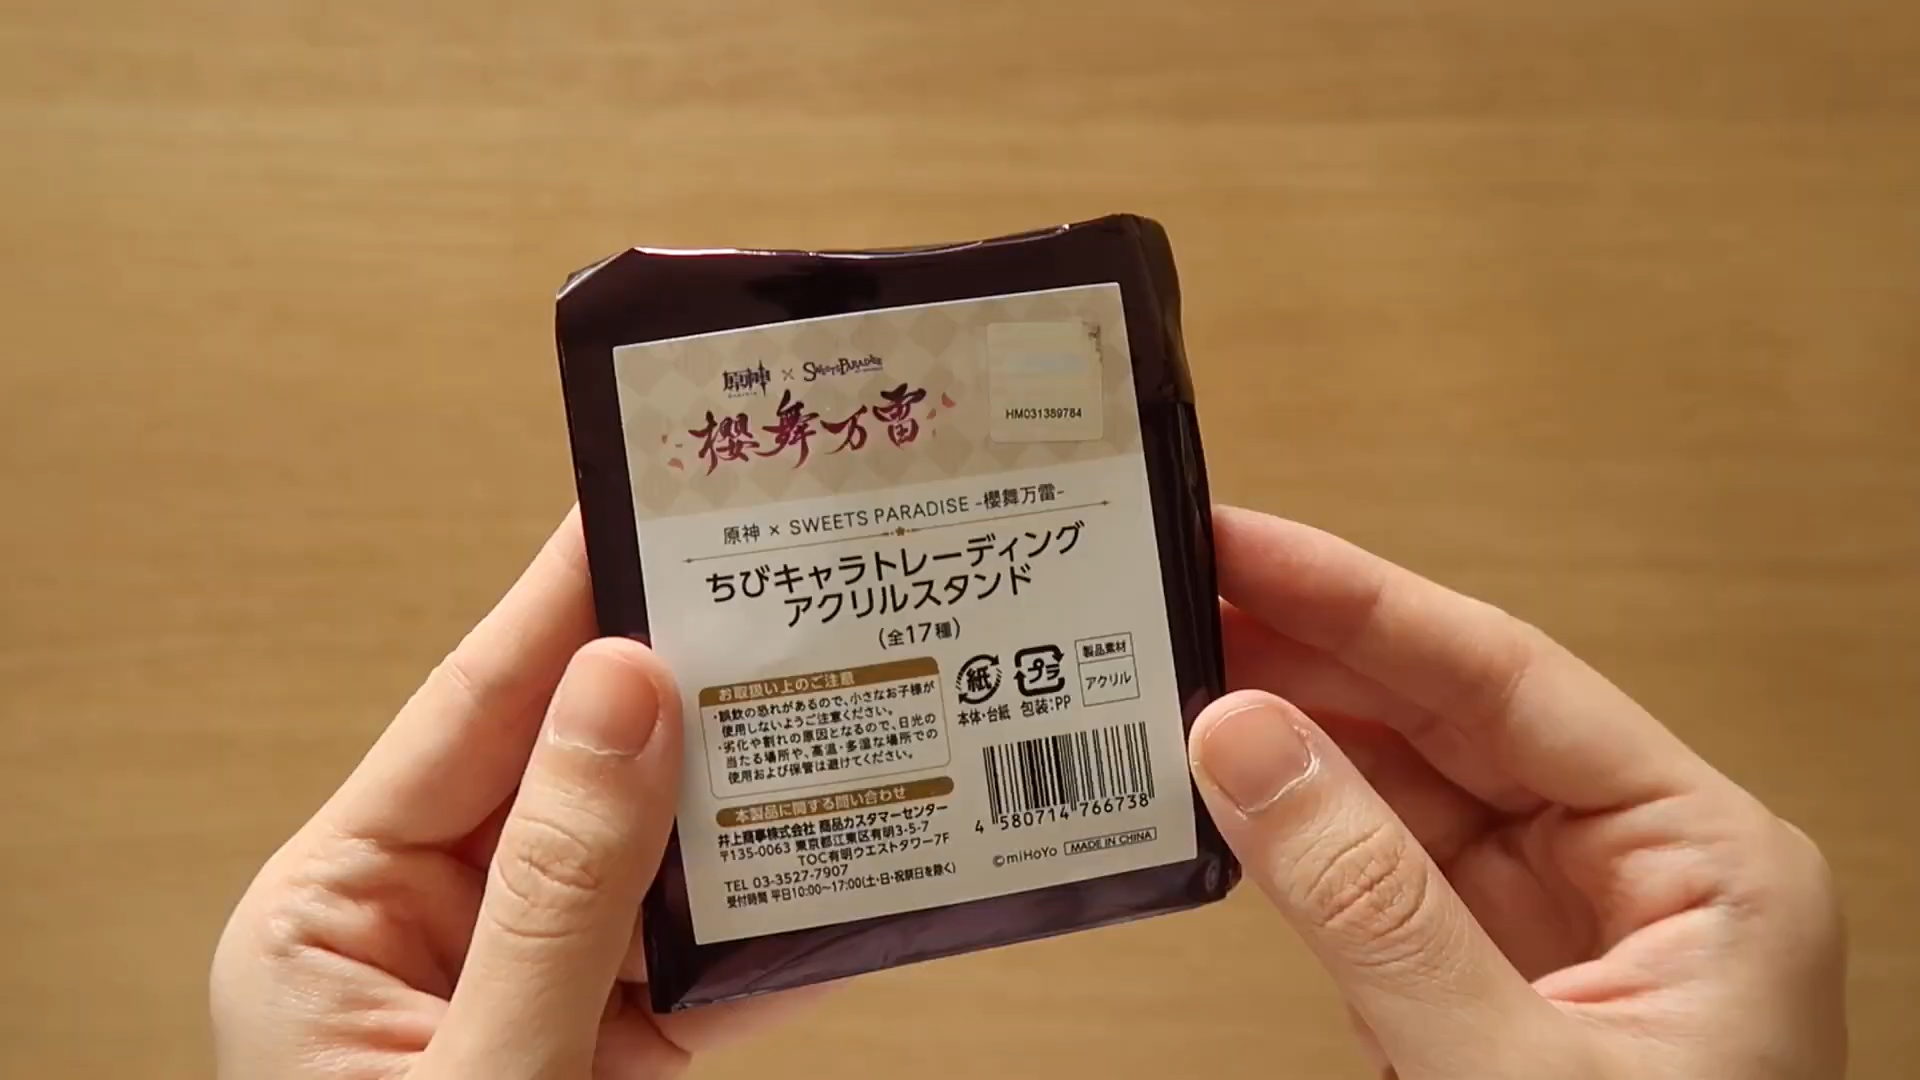 原神 × SWEETS PARADISE
櫻舞万雷
HM031389784
原神 × SWEETS PARADISE -櫻舞万雷-
ちびキャラトレーディング
アクリルスタンド
(全17種)
お取扱い上のご注意
・誤飲の恐れがあるので、小さなお子様が
使用しないようご注意ください。
・劣化や割れの原因となるので、日光の
当たる場所や、高温・多湿な場所での
使用および保管は避けてください。
紙
本体・台紙
プラ
包装:PP
製品素材
アクリル
本製品に関する問い合わせ
井上商事株式会社 商品カスタマーセンター
〒135-0063 東京都江東区有明3-5-7
TOC有明ウエストタワー7F
TEL 03-3527-7907
受付時間 平日10:00～17:00(土・日・祝祭日を除く)
4 580714 766738
©miHoYo MADE IN CHINA